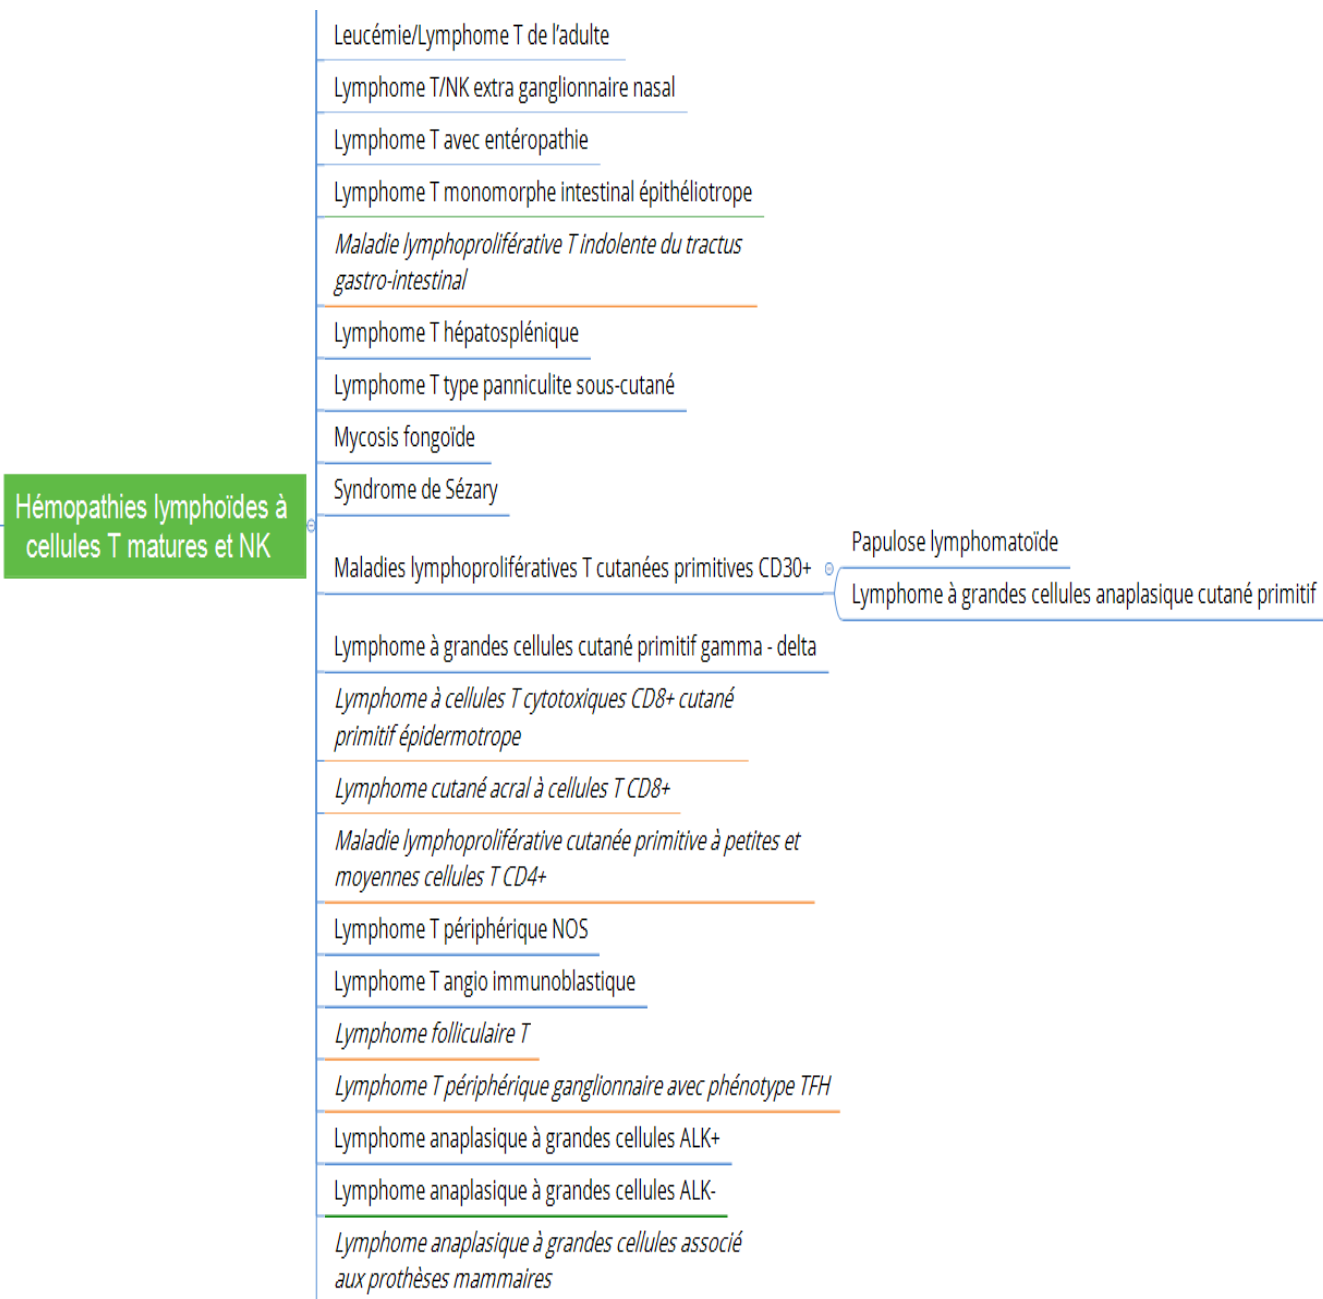 Leucémie/Lymphome T de l’adulte
Lymphome T/NK extra ganglionnaire nasal
Lymphome T avec entéropathie
Lymphome T monomorphe intestinal épithéliotrope
Maladie lymphoproliférative T indolente du tractus
gastro-intestinal
Lymphome T hépatosplénique
Lymphome T type panniculite sous-cutané
Mycosis fongoïde
Syndrome de Sézary
Hémopathies lymphoïdes à
cellules T matures et NK
Maladies lymphoprolifératives T cutanées primitives CD30+
Papulose lymphomatoïde
Lymphome à grandes cellules anaplasique cutané primitif
Lymphome à grandes cellules cutané primitif gamma - delta
Lymphome à cellules T cytotoxiques CD8+ cutané
primitif épidermotrope
Lymphome cutané acral à cellules T CD8+
Maladie lymphoproliférative cutanée primitive à petites et
moyennes cellules T CD4+
Lymphome T périphérique NOS
Lymphome T angio immunoblastique
Lymphome folliculaire T
Lymphome T périphérique ganglionnaire avec phénotype TFH
Lymphome anaplasique à grandes cellules ALK+
Lymphome anaplasique à grandes cellules ALK-
Lymphome anaplasique à grandes cellules associé
aux prothèses mammaires